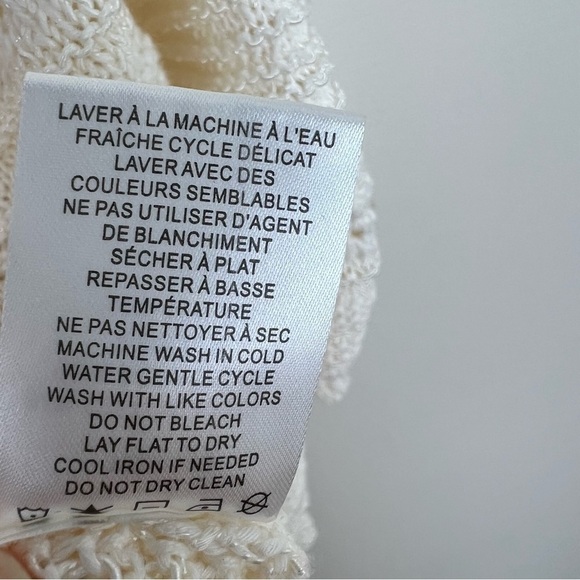 LAVER À LA MACHINE À L'EAU
FRAÎCHE CYCLE DÉLICAT
LAVER AVEC DES
COULEURS SEMBLABLES
NE PAS UTILISER D'AGENT
DE BLANCHIMENT
SÉCHER À PLAT
REPASSER À BASSE
TEMPÉRATURE
NE PAS NETTOYER À SEC
MACHINE WASH IN COLD
WATER GENTLE CYCLE
WASH WITH LIKE COLORS
DO NOT BLEACH
LAY FLAT TO DRY
COOL IRON IF NEEDED
DO NOT DRY CLEAN